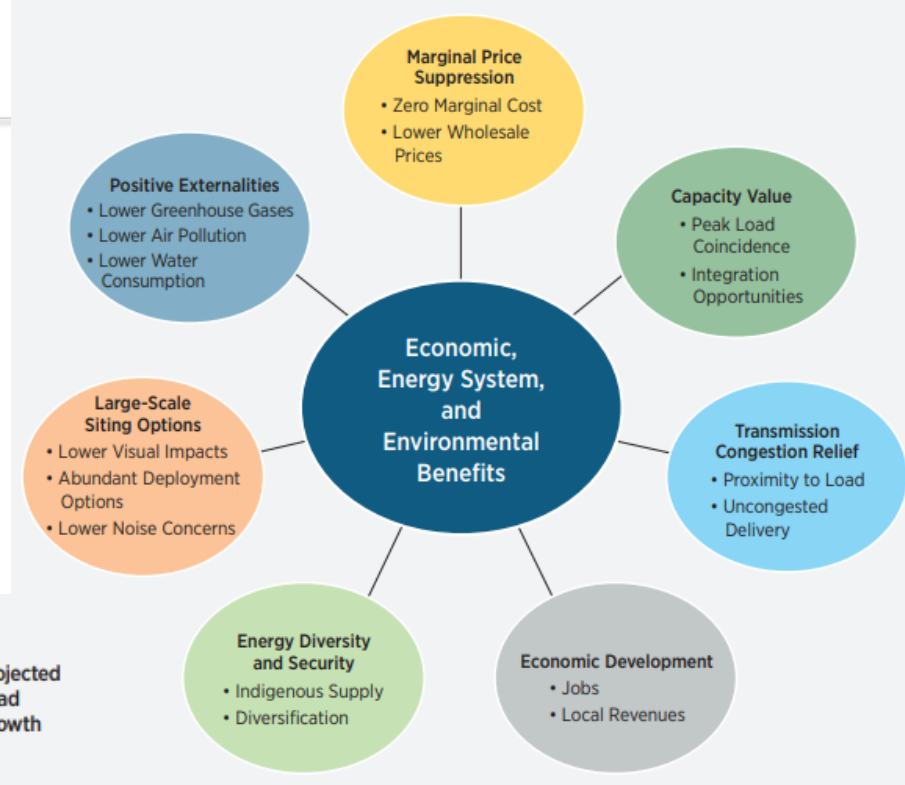 Marginal Price
Suppression
• Zero Marginal Cost
• Lower Wholesale
Prices
Positive Externalities
• Lower Greenhouse Gases
• Lower Air Pollution
• Lower Water
Consumption
Capacity Value
• Peak Load
Coincidence
• Integration
Opportunities
Economic,
Energy System,
and
Environmental
Benefits
Large-Scale
Siting Options
• Lower Visual Impacts
• Abundant Deployment
Options
• Lower Noise Concerns
Transmission
Congestion Relief
• Proximity to Load
• Uncongested
Delivery
Energy Diversity
and Security
• Indigenous Supply
• Diversification
Economic Development
• Jobs
• Local Revenues
ojected
ad
owth